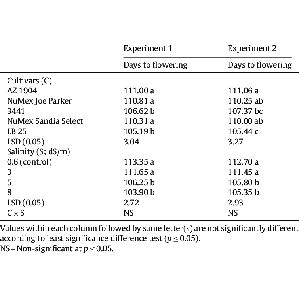 Experiment 1 Experiment 2
Days to flowering Days to flowering
Cultivars (C)
AZ 1904 111.00 a 111.06 a
NuMex Joe Parker 110.81 a 110.25 ab
3441 106.62 b 107.37 bc
NuMex Sandia Select 110.31 a 110.00 ab
LB 25 105.19 b 105.44 c
LSD (0.05) 3.04 3.27
Salinity (S; dS/m)
0.6 (control) 113.35 a 112.70 a
3 111.65 a 111.45 a
5 106.25 b 105.80 b
8 103.90 b 105.35 b
LSD (0.05) 2.72 2.93
C × S NS NS
Values within each column followed by same letter(s) are not significantly different
according to least significance difference test (p ≤ 0.05).
NS = Non-significant at p < 0.05.